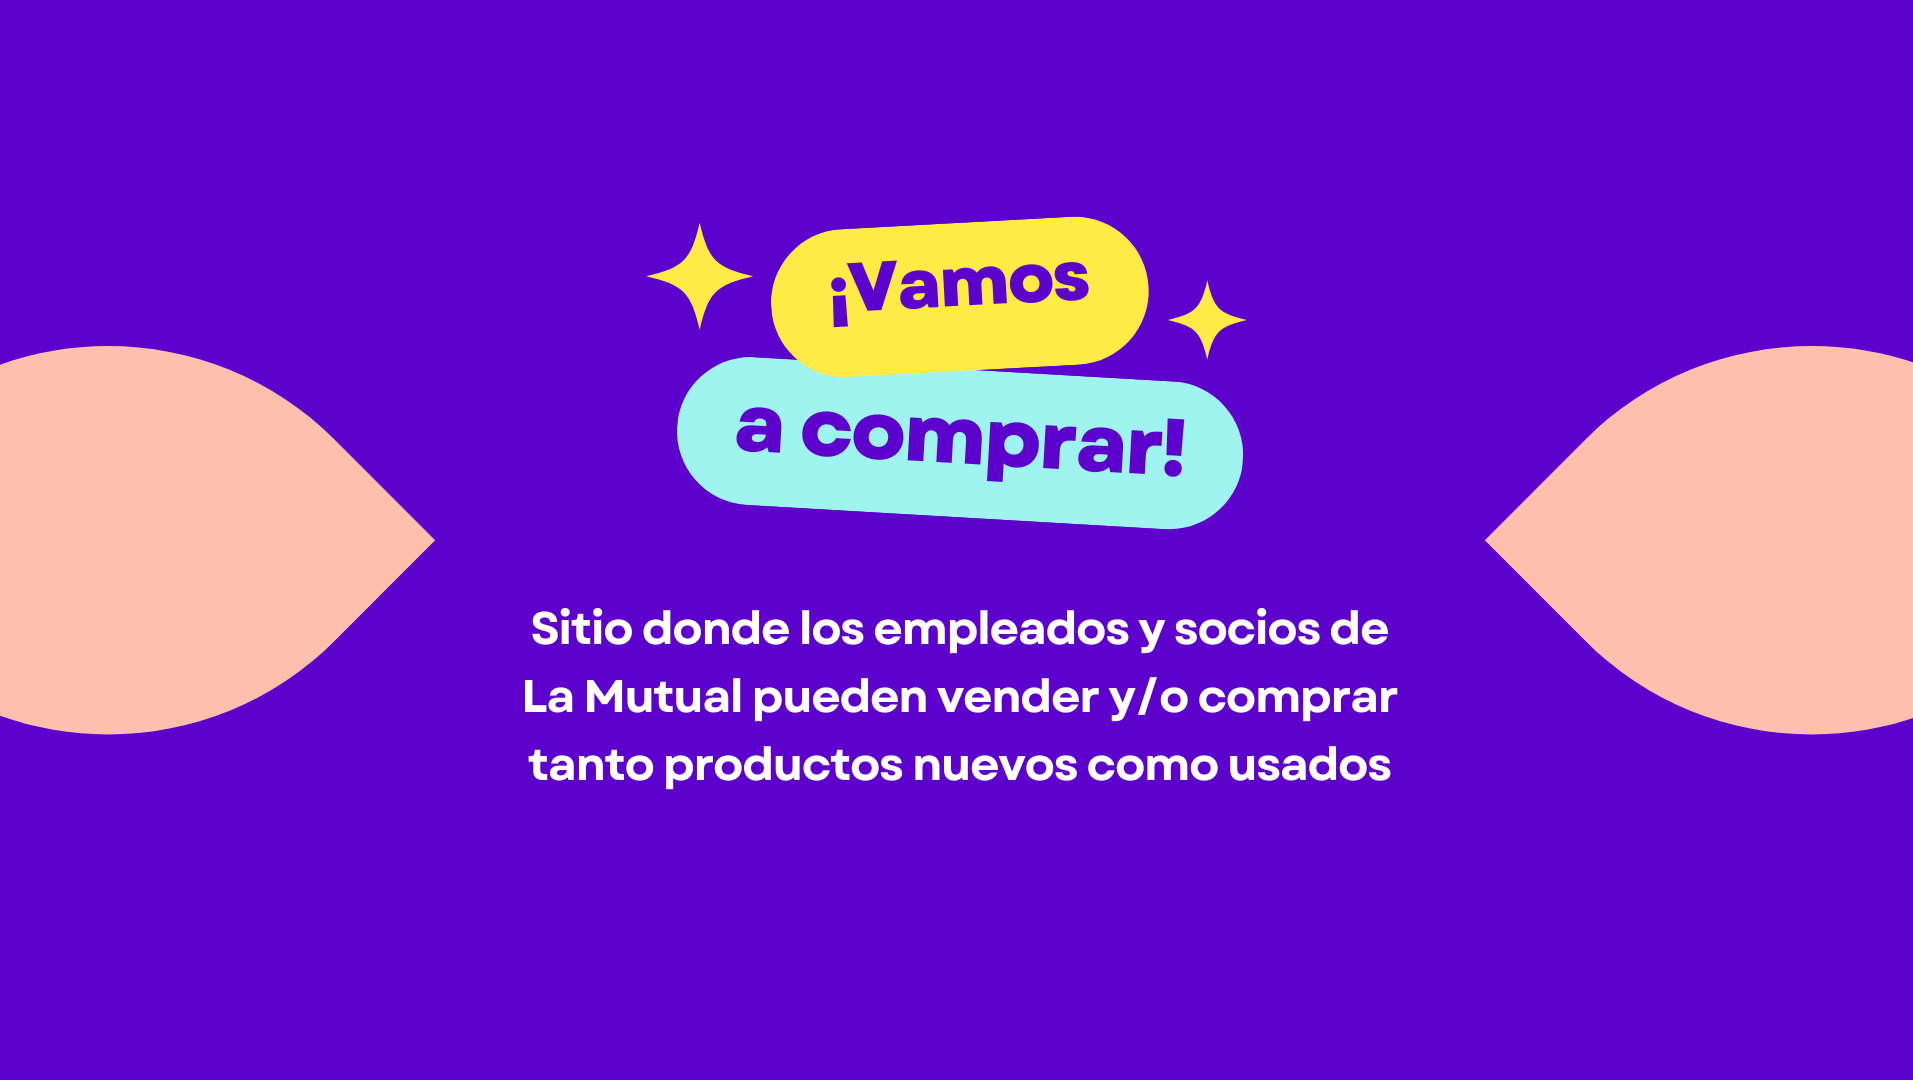 ¡Vamos
a comprar!
Sitio donde los empleados y socios de
La Mutual pueden vender y/o comprar
tanto productos nuevos como usados